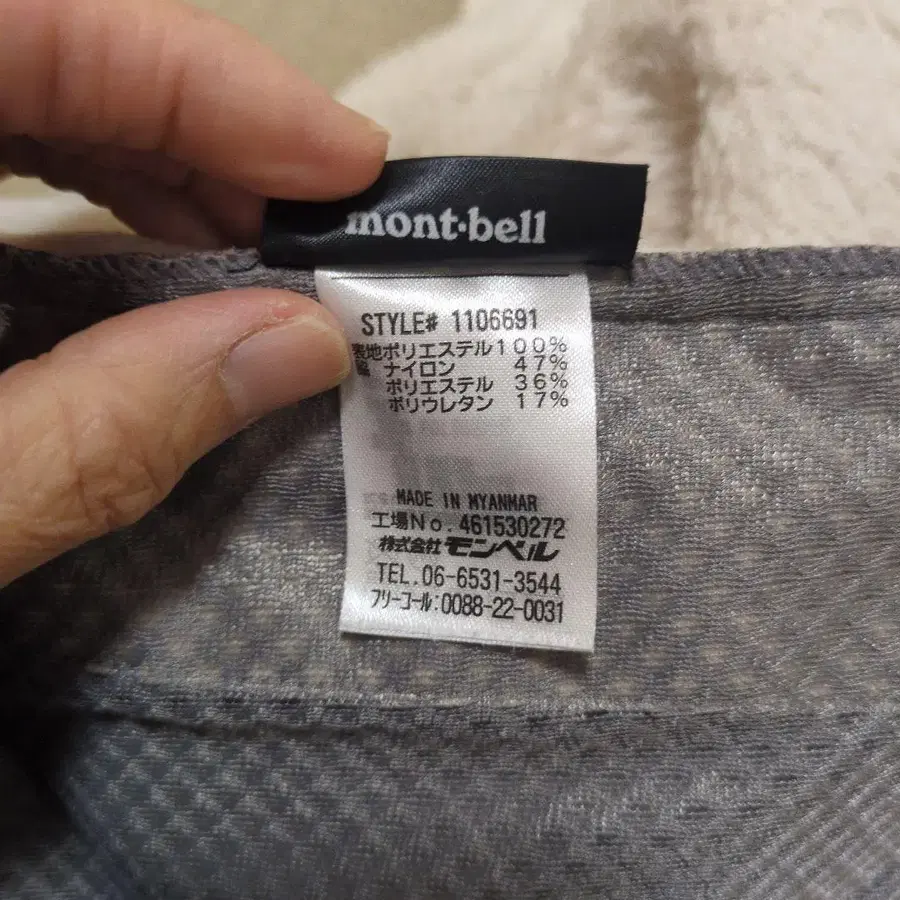 mont·bell
STYLE# 1106691
表地ポリエステル100%
ナイロン 47%
ポリエステル 36%
ポリウレタン 17%
MADE IN MYANMAR
工場No. 461530272
株式会社 モンベル
TEL.06-6531-3544
フリーコール:0088-22-0031